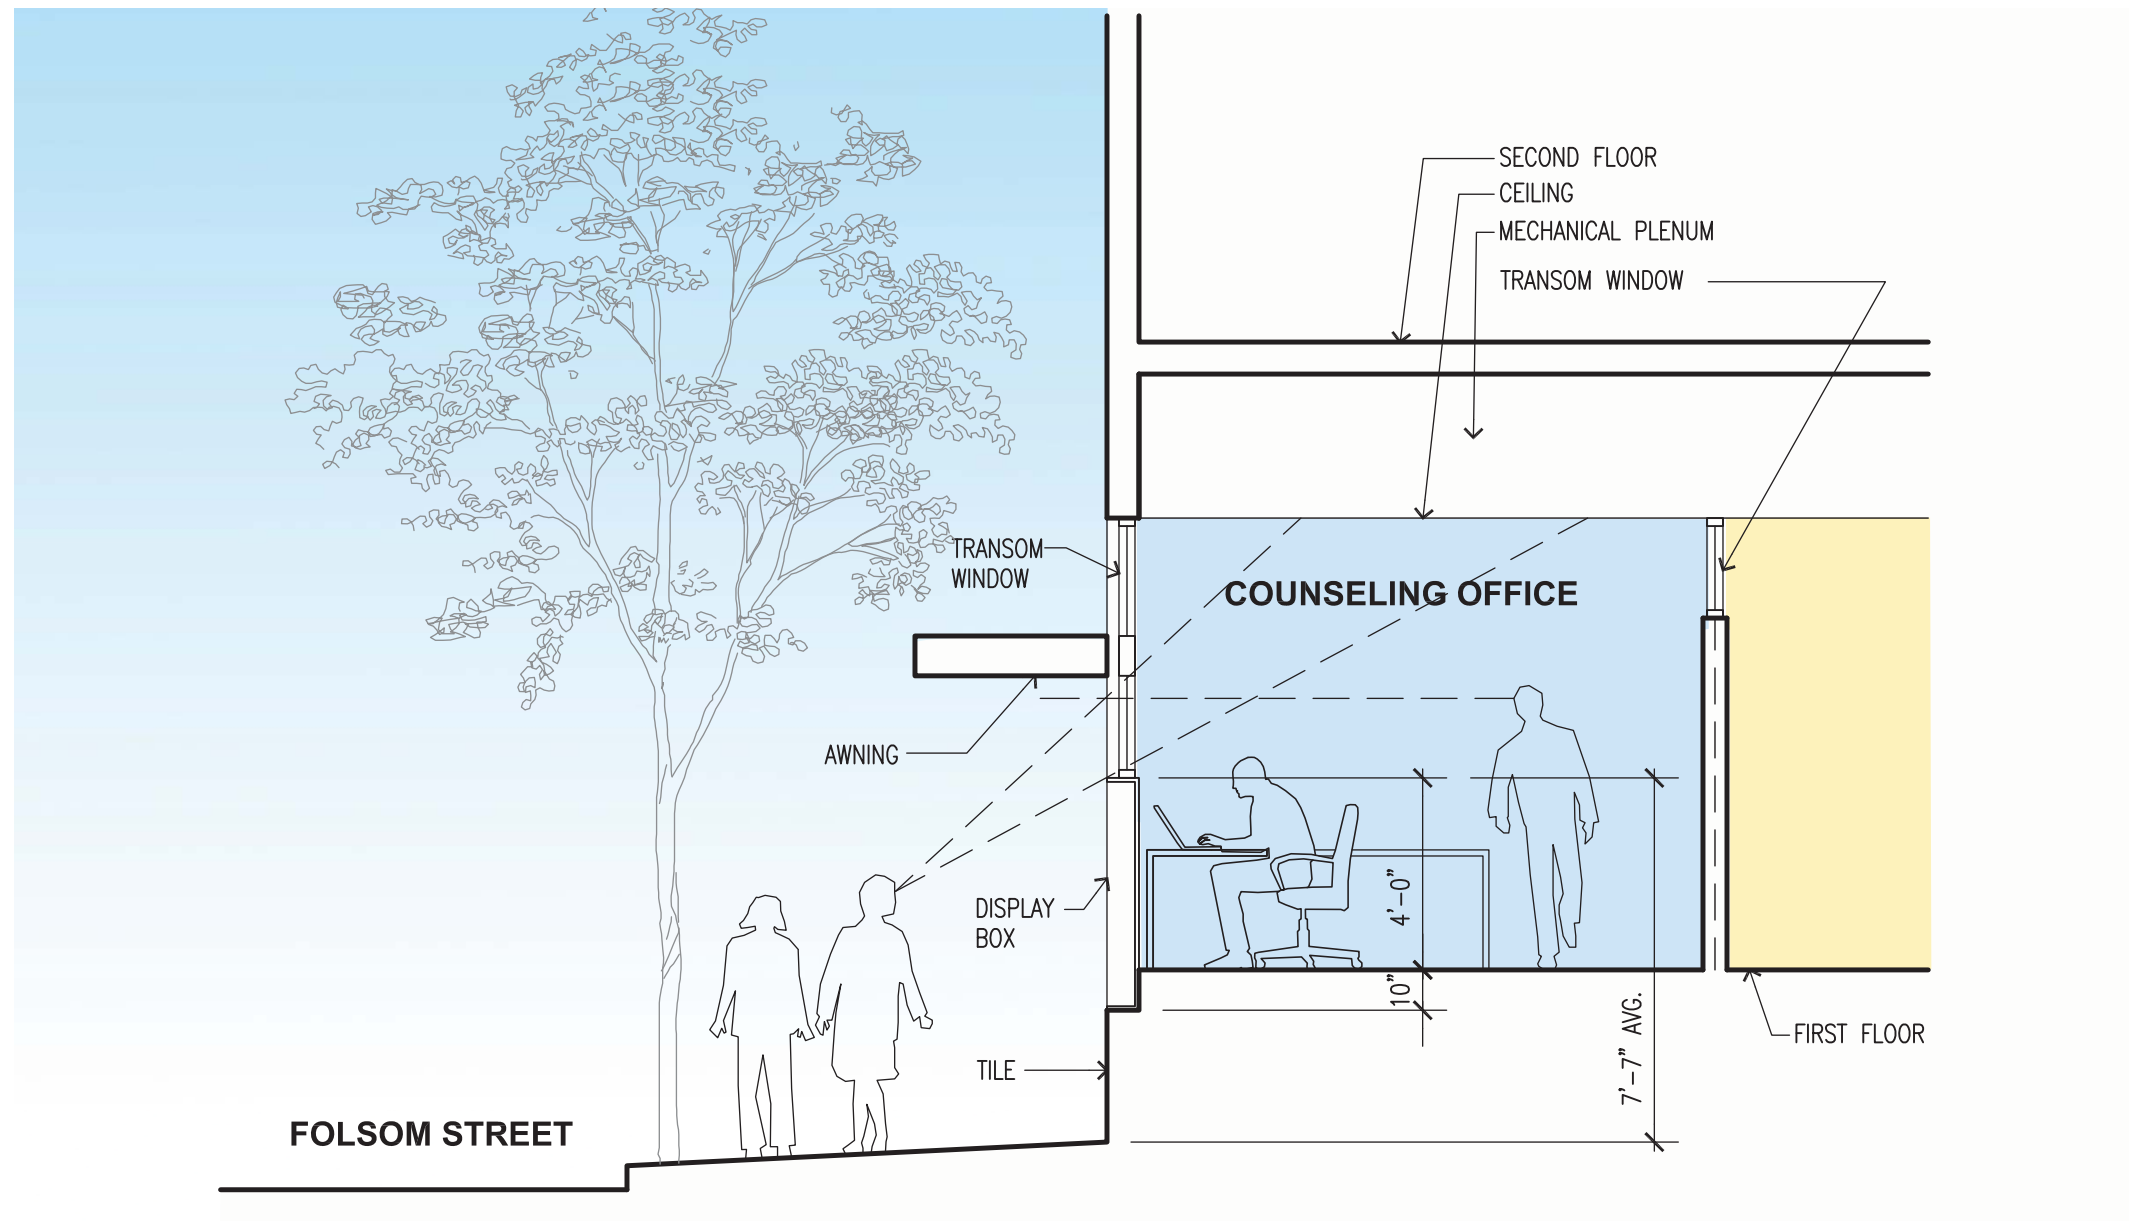 SECOND FLOOR
CEILING
MECHANICAL PLENUM
TRANSOM WINDOW
TRANSOM
WINDOW
COUNSELING OFFICE
AWNING
DISPLAY
BOX
4'-0"
10"
7'-7" AVG.
FIRST FLOOR
TILE
FOLSOM STREET